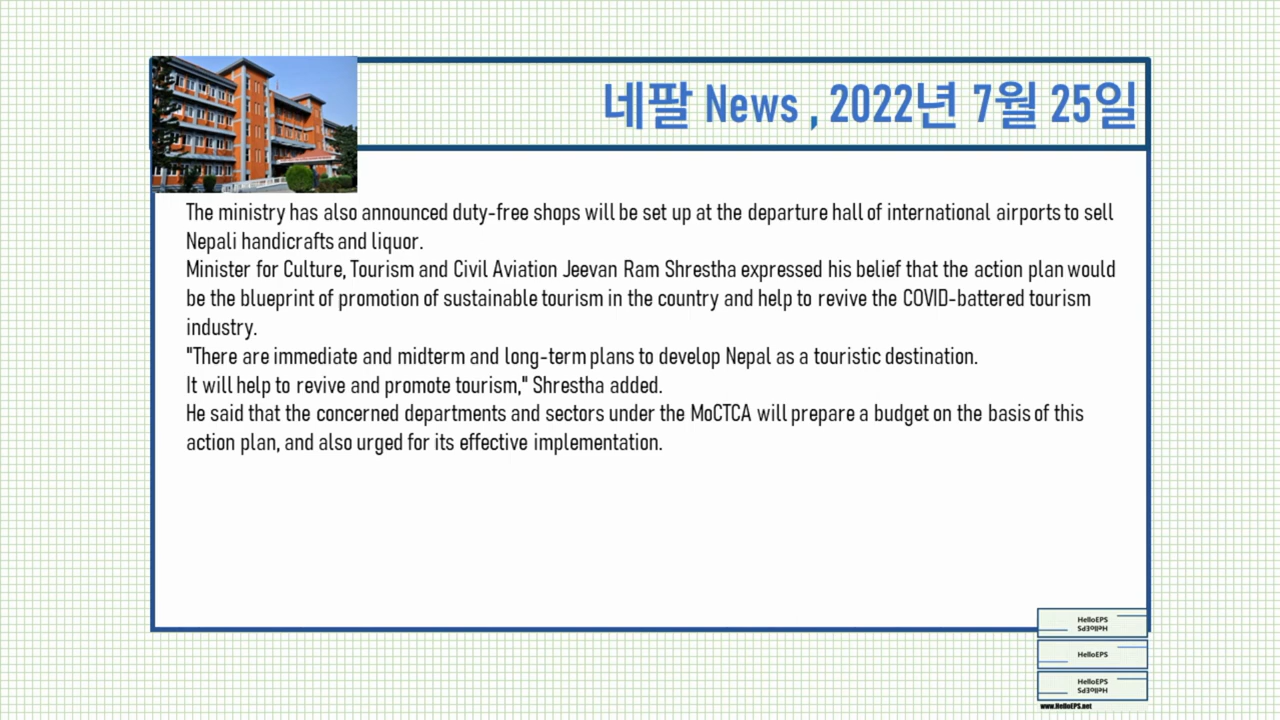 네팔 News , 2022년 7월 25일
The ministry has also announced duty-free shops will be set up at the departure hall of international airports to sell
Nepali handicrafts and liquor.
Minister for Culture, Tourism and Civil Aviation Jeevan Ram Shrestha expressed his belief that the action plan would
be the blueprint of promotion of sustainable tourism in the country and help to revive the COVID-battered tourism
industry.
"There are immediate and midterm and long-term plans to develop Nepal as a touristic destination.
It will help to revive and promote tourism," Shrestha added.
He said that the concerned departments and sectors under the MoCTCA will prepare a budget on the basis of this
action plan, and also urged for its effective implementation.
HelloEPS
HelloEPS
HelloEPS
HelloEPS
HelloEPS
www.HelloEPS.net